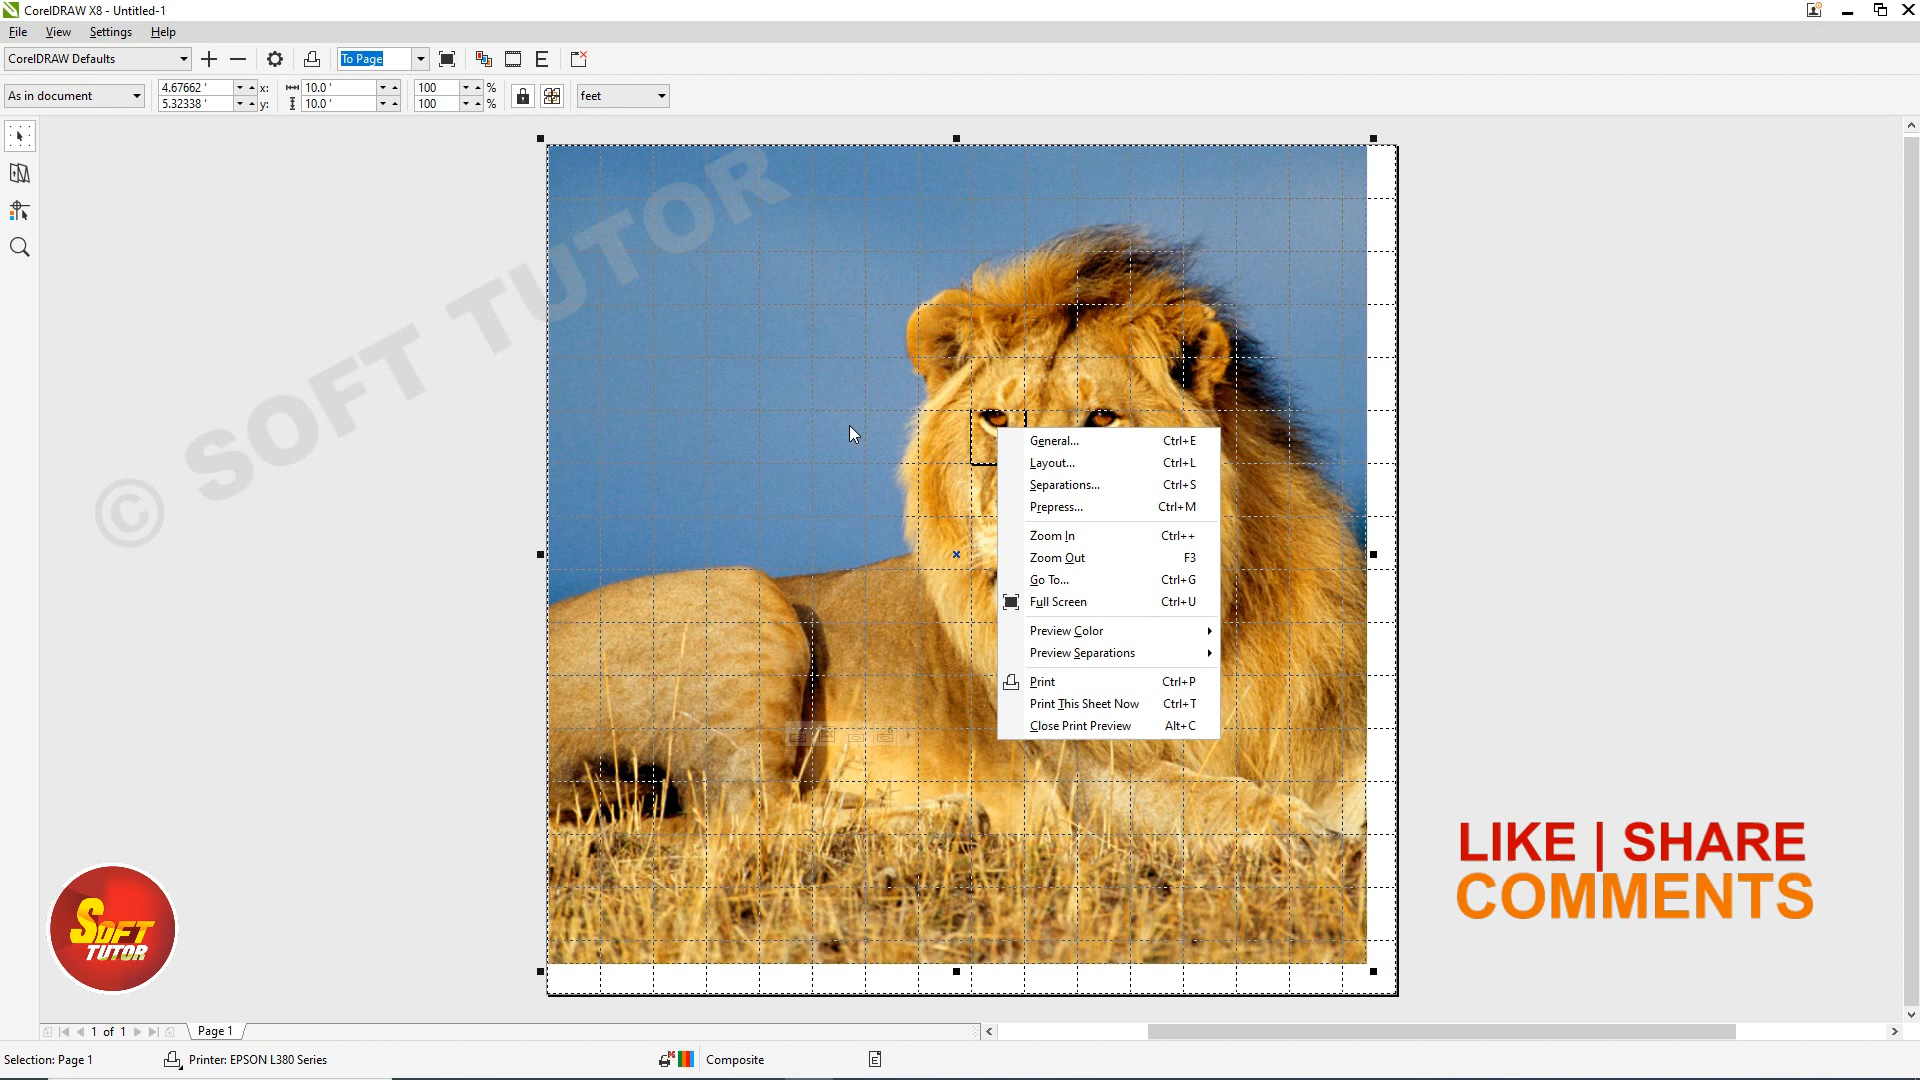 CorelDRAW X8 - Untitled-1
File View Settings Help
CorelDRAW Defaults To Page E
As in document 4.67662 ' x: 10.0 ' 100 % feet
5.32338 ' y: 10.0 ' 100 %
© SOFT TUTOR
General... Ctrl+E
Layout... Ctrl+L
Separations... Ctrl+S
Prepress... Ctrl+M
Zoom In Ctrl++
Zoom Out F3
Go To... Ctrl+G
Full Screen Ctrl+U
Preview Color
Preview Separations
Print Ctrl+P
Print This Sheet Now Ctrl+T
Close Print Preview Alt+C
LIKE | SHARE
COMMENTS
SOFT
TUTOR
1 of 1 Page 1
Selection: Page 1 Printer: EPSON L380 Series Composite